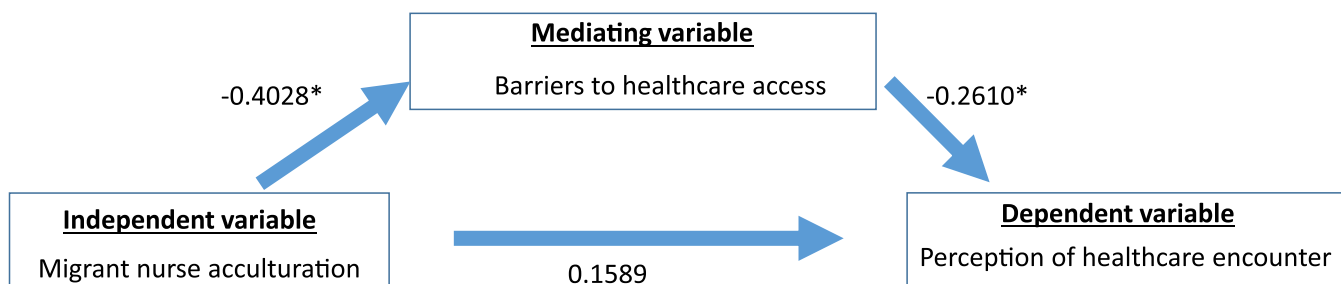 Mediating variable
Barriers to healthcare access
-0.4028*
-0.2610*
Independent variable
Migrant nurse acculturation
0.1589
Dependent variable
Perception of healthcare encounter